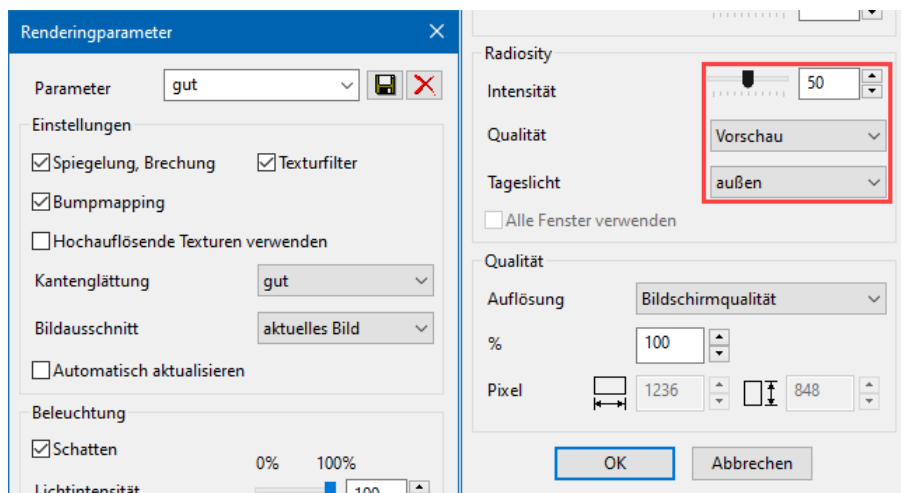 Renderingparameter
Parameter
gut
Einstellungen
Spiegelung, Brechung
Texturfilter
Bumpmapping
Hochauflösende Texturen verwenden
Kantenglättung
gut
Bildausschnitt
aktuelles Bild
Automatisch aktualisieren
Beleuchtung
Schatten
0%
100%
Lichtintensität
100
Radiosity
Intensität
50
Qualität
Vorschau
Tageslicht
außen
Alle Fenster verwenden
Qualität
Auflösung
Bildschirmqualität
%
100
Pixel
1236
848
OK
Abbrechen